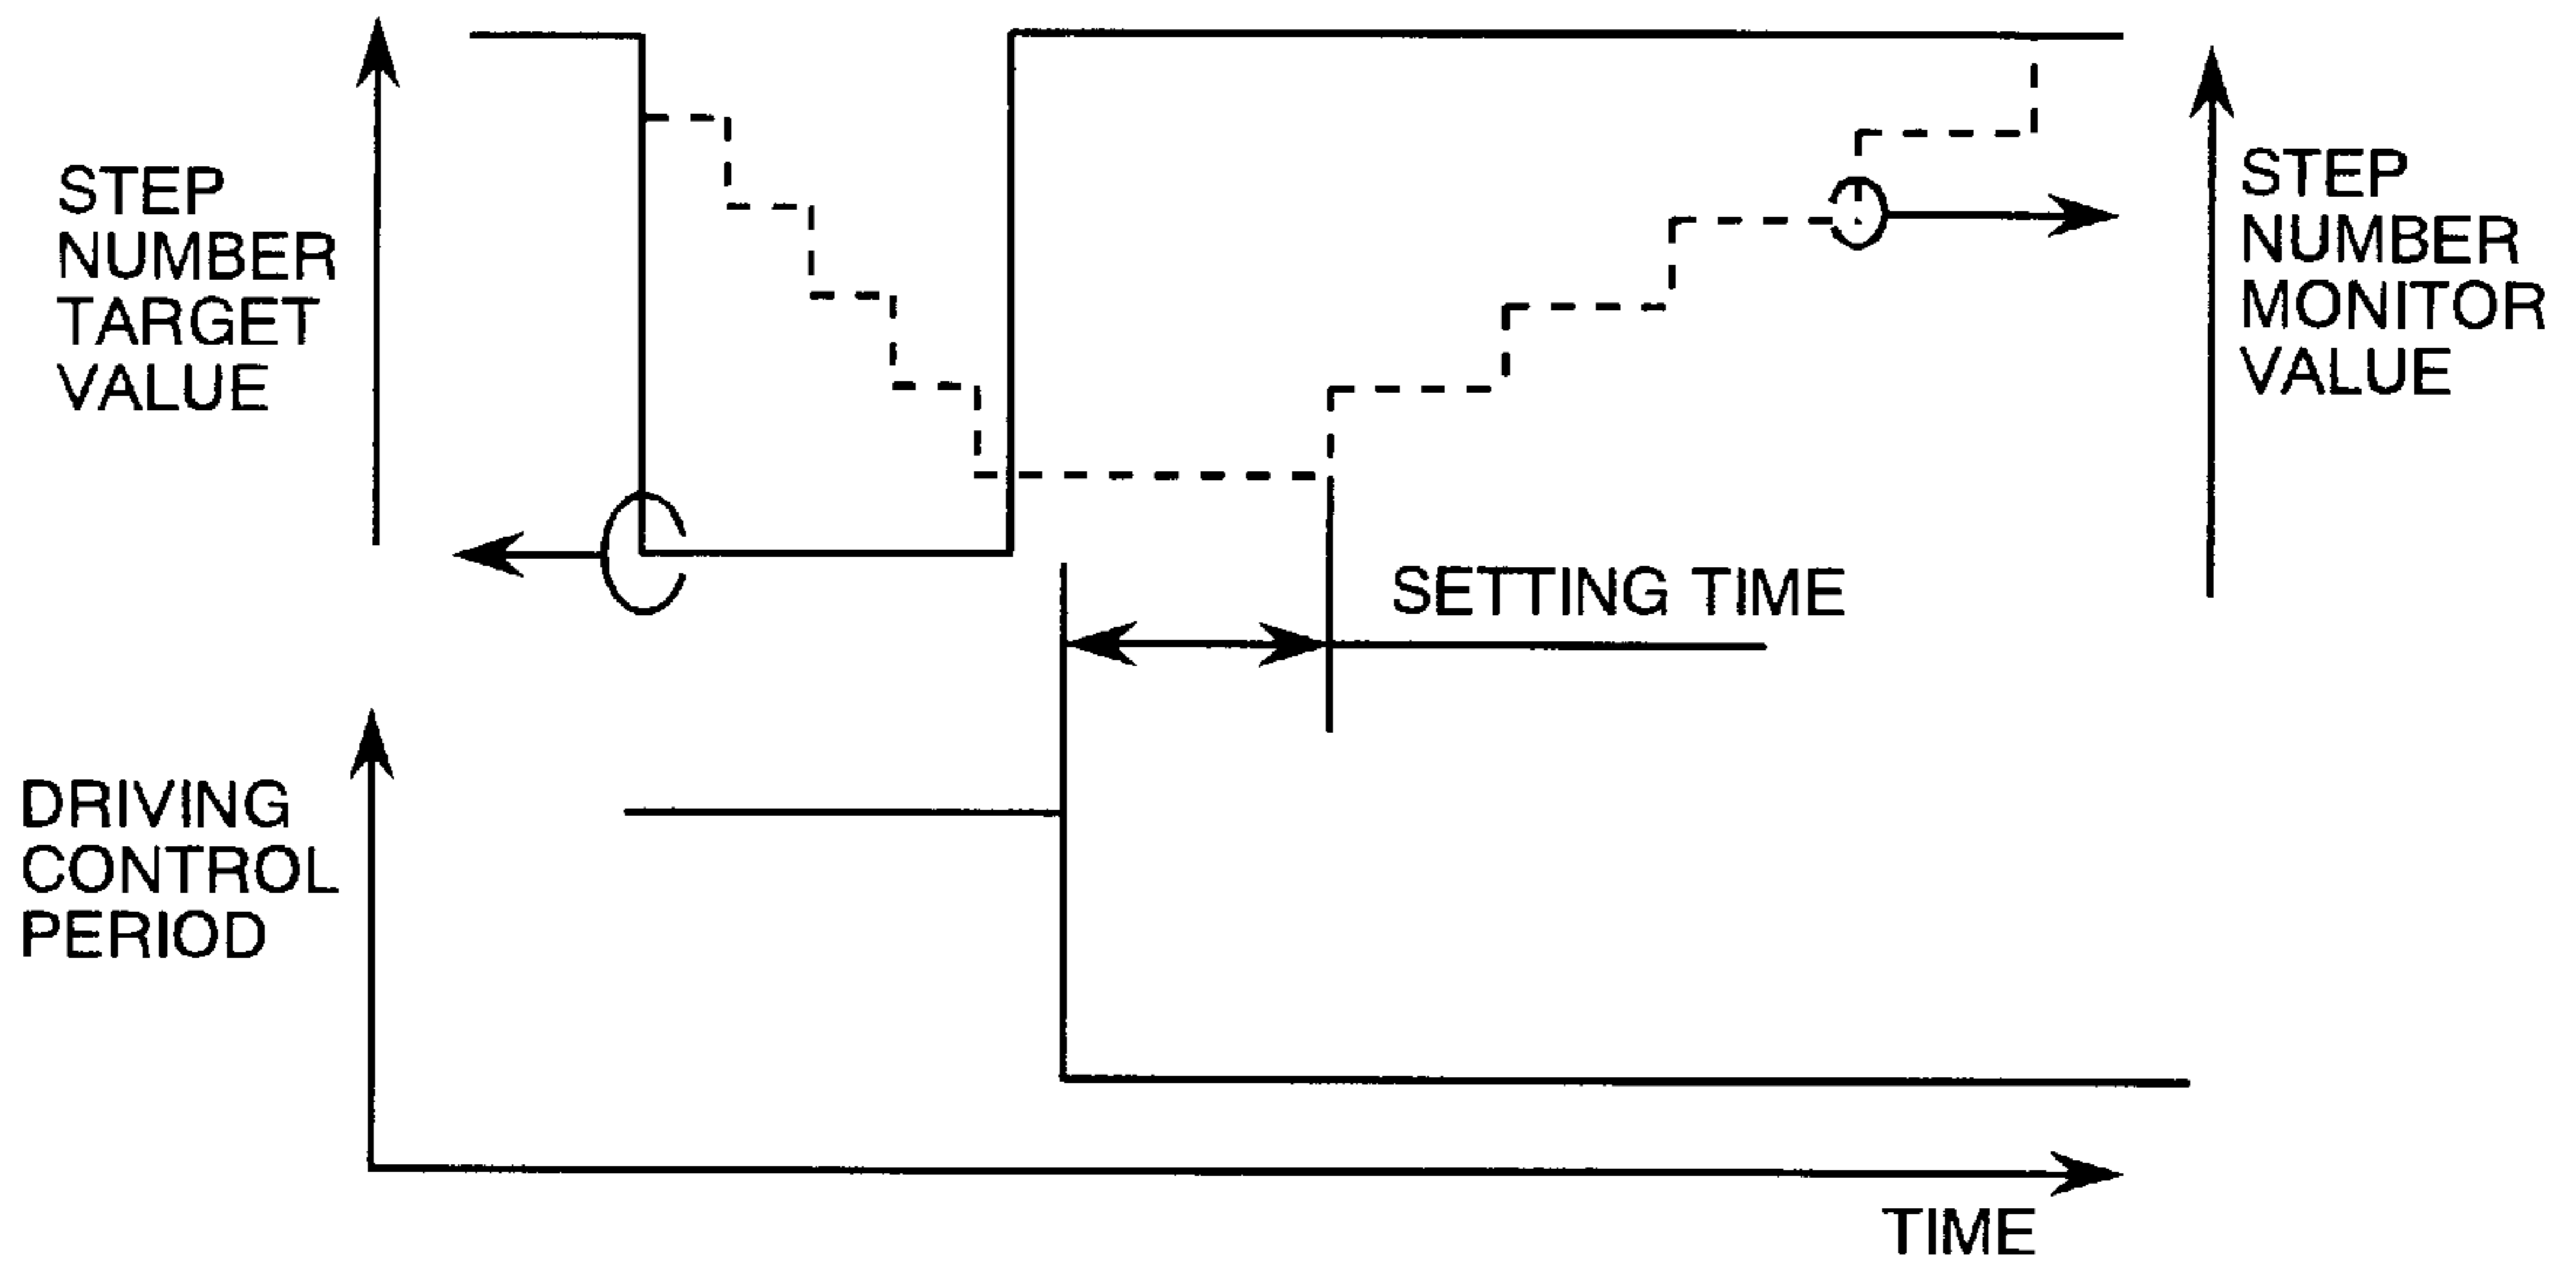 STEP
NUMBER
TARGET
VALUE
STEP
NUMBER
MONITOR
VALUE
SETTING TIME
DRIVING
CONTROL
PERIOD
TIME